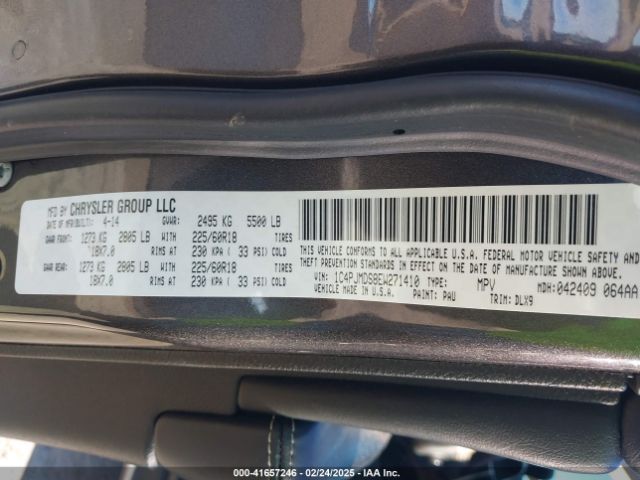 MFD BY CHRYSLER GROUP LLC
DATE OF MFR/BUILT: 4-14 GVWR: 2495 KG 5500 LB
GAWR FRONT: 1273 KG 2805 LB WITH 225/60R18 TIRES
18X7.0 RIMS AT 230 KPA( 33 PSI) COLD
GAWR REAR: 1273 KG 2805 LB WITH 225/60R18 TIRES
18X7.0 RIMS AT 230 KPA( 33 PSI) COLD
THIS VEHICLE CONFORMS TO ALL APPLICABLE U.S.A. FEDERAL MOTOR VEHICLE SAFETY AND
THEFT PREVENTION STANDARDS IN EFFECT ON THE DATE OF MFR SHOWN ABOVE.
VIN: 1C4PJMDS8EW271410 TYPE: MPV MDH:042409 064AA
VEHICLE MADE IN U.S.A. PAINT: PAU TRIM: DLX9
00-41657246 02/24/2025 IAA Inc.